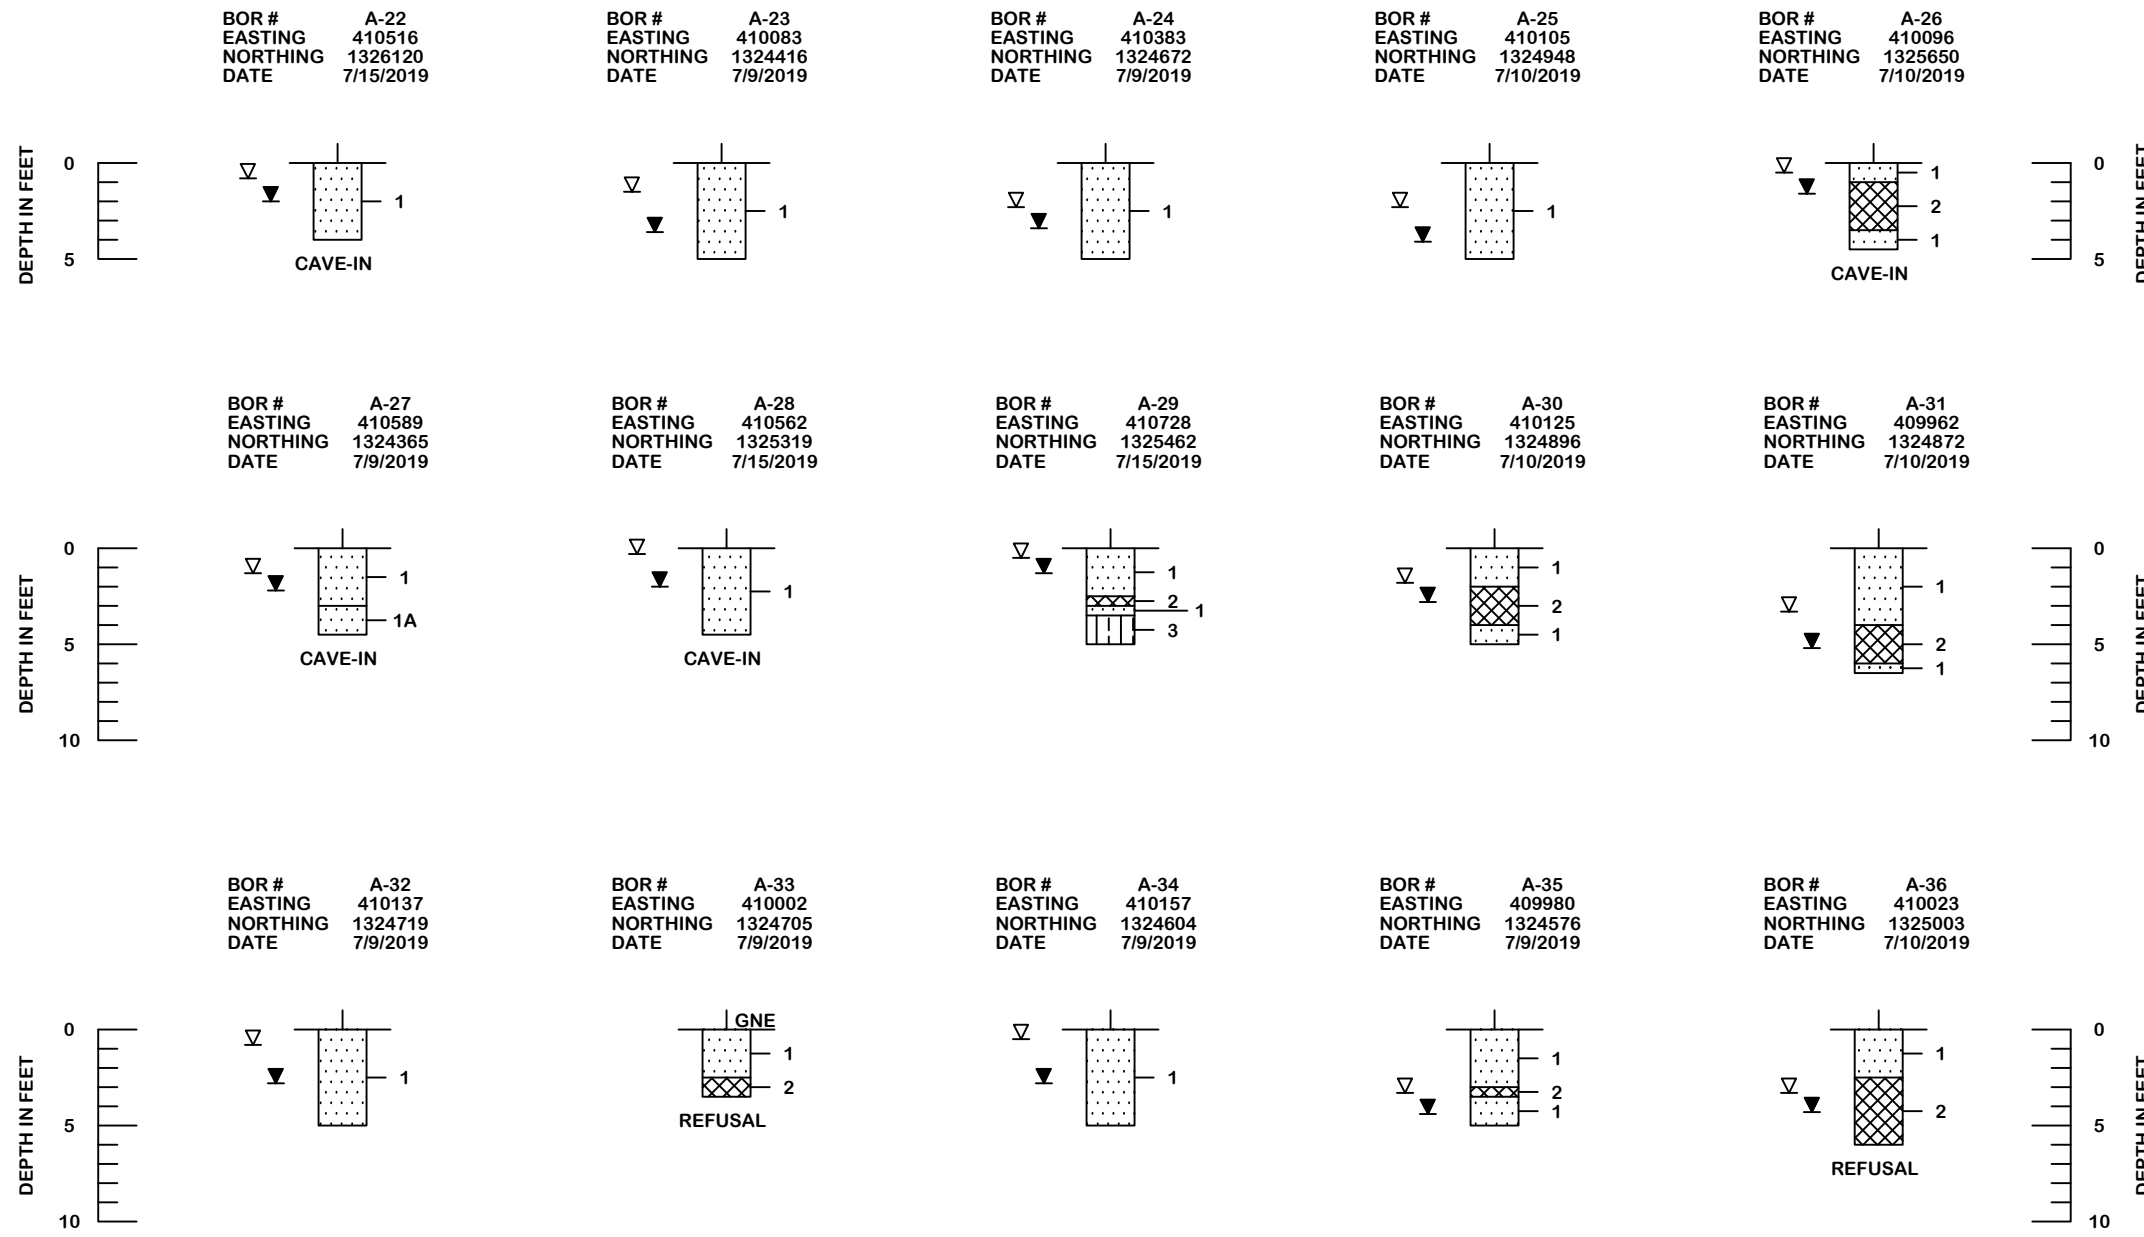 BOR # A-22
EASTING 410516
NORTHING 1326120
DATE 7/15/2019
BOR # A-23
EASTING 410083
NORTHING 1324416
DATE 7/9/2019
BOR # A-24
EASTING 410383
NORTHING 1324672
DATE 7/9/2019
BOR # A-25
EASTING 410105
NORTHING 1324948
DATE 7/10/2019
BOR # A-26
EASTING 410096
NORTHING 1325650
DATE 7/10/2019
DEPTH IN FEET
0
5
1
CAVE-IN
1
1
1
1
2
1
CAVE-IN
0
5
DEPTH IN FEET
BOR # A-27
EASTING 410589
NORTHING 1324365
DATE 7/9/2019
BOR # A-28
EASTING 410562
NORTHING 1325319
DATE 7/15/2019
BOR # A-29
EASTING 410728
NORTHING 1325462
DATE 7/15/2019
BOR # A-30
EASTING 410125
NORTHING 1324896
DATE 7/10/2019
BOR # A-31
EASTING 409962
NORTHING 1324872
DATE 7/10/2019
DEPTH IN FEET
0
5
10
1
1A
CAVE-IN
1
CAVE-IN
1
2
1
3
1
2
1
1
2
1
0
5
10
DEPTH IN FEET
BOR # A-32
EASTING 410137
NORTHING 1324719
DATE 7/9/2019
BOR # A-33
EASTING 410002
NORTHING 1324705
DATE 7/9/2019
BOR # A-34
EASTING 410157
NORTHING 1324604
DATE 7/9/2019
BOR # A-35
EASTING 409980
NORTHING 1324576
DATE 7/9/2019
BOR # A-36
EASTING 410023
NORTHING 1325003
DATE 7/10/2019
DEPTH IN FEET
0
5
10
1
GNE
1
2
REFUSAL
1
1
2
1
1
2
REFUSAL
0
5
10
DEPTH IN FEET